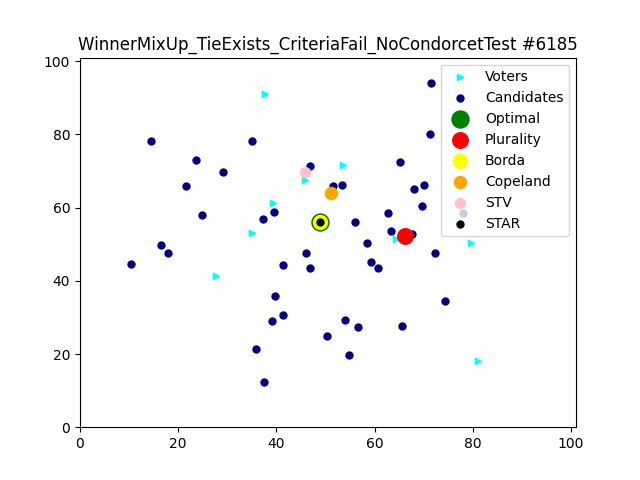 WinnerMixUp_TieExists_CriteriaFail_NoCondorcetTest #6185
100
80
60
40
20
0
0
20
40
60
80
100
Voters
Candidates
Optimal
Plurality
Borda
Copeland
STV
STAR